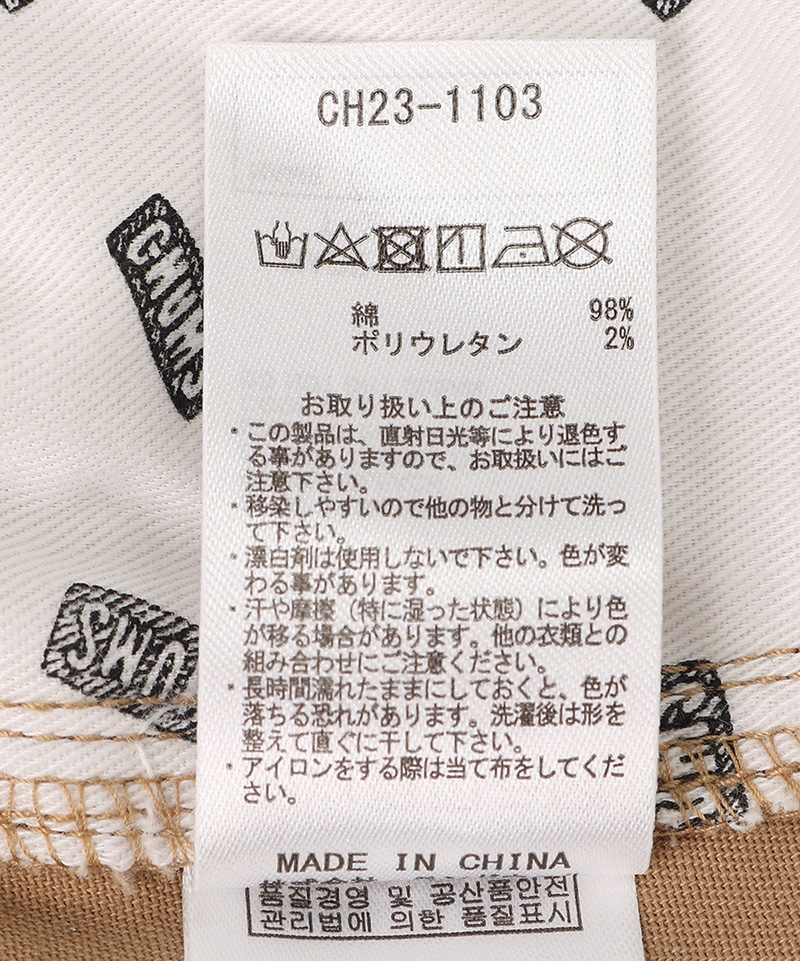 CH23-1103
綿 98%
ポリウレタン 2%
お取り扱い上のご注意
・この製品は、直射日光等により退色す
る事がありますので、お取扱いにはご
注意下さい。
・移染しやすいので他の物と分けて洗っ
て下さい。
・漂白剤は使用しないで下さい。色が変
わる事があります。
・汗や摩擦（特に湿った状態）により色
が移る場合があります。他の衣類との
組み合わせにご注意ください。
・長時間濡れたままにしておくと、色が
落ちる恐れがあります。洗濯後は形を
整えて直ぐに干して下さい。
・アイロンをする際は当て布をしてくだ
さい。
MADE IN CHINA
품질경영 및 공산품안전
관리법에 의한 품질표시
CHUMS
CHUMS